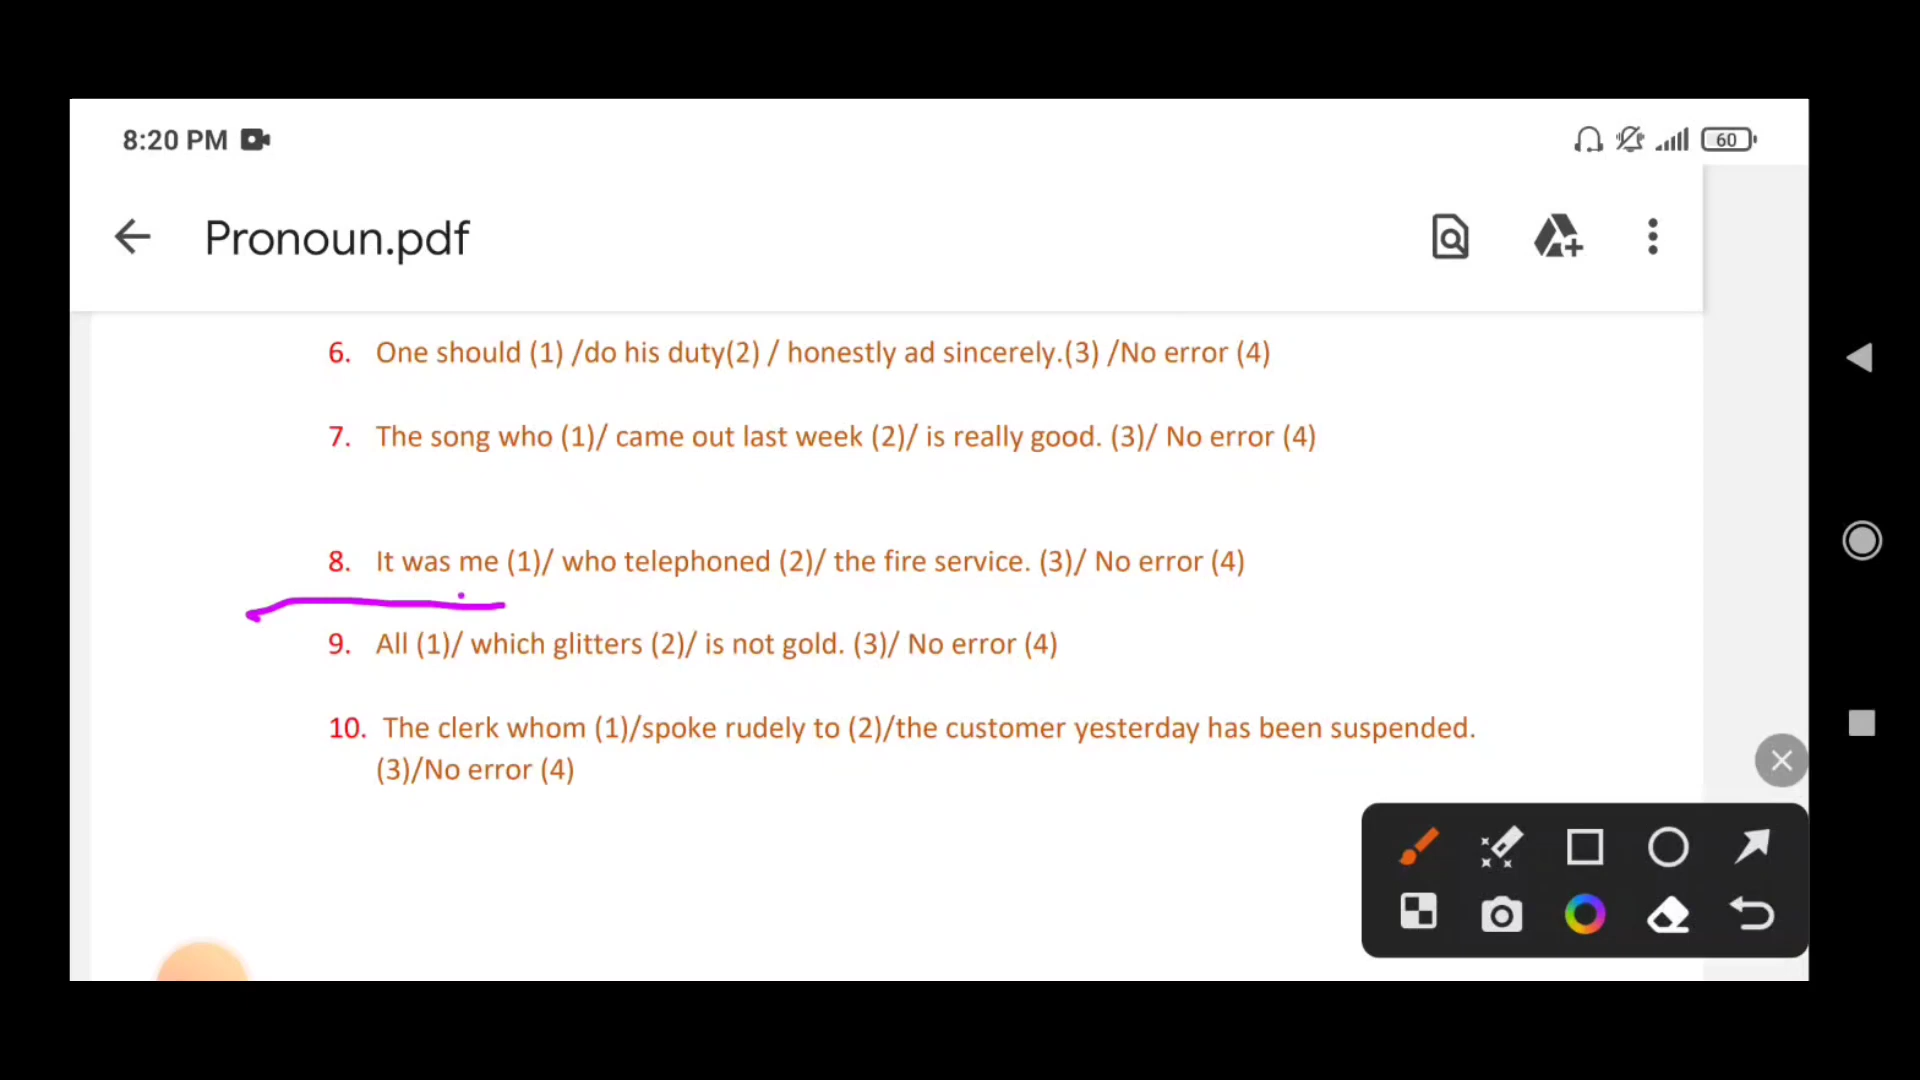 8:20 PM
60
Pronoun.pdf
6. One should (1) /do his duty(2) / honestly ad sincerely.(3) /No error (4)
7. The song who (1)/ came out last week (2)/ is really good. (3)/ No error (4)
8. It was me (1)/ who telephoned (2)/ the fire service. (3)/ No error (4)
9. All (1)/ which glitters (2)/ is not gold. (3)/ No error (4)
10. The clerk whom (1)/spoke rudely to (2)/the customer yesterday has been suspended.
(3)/No error (4)